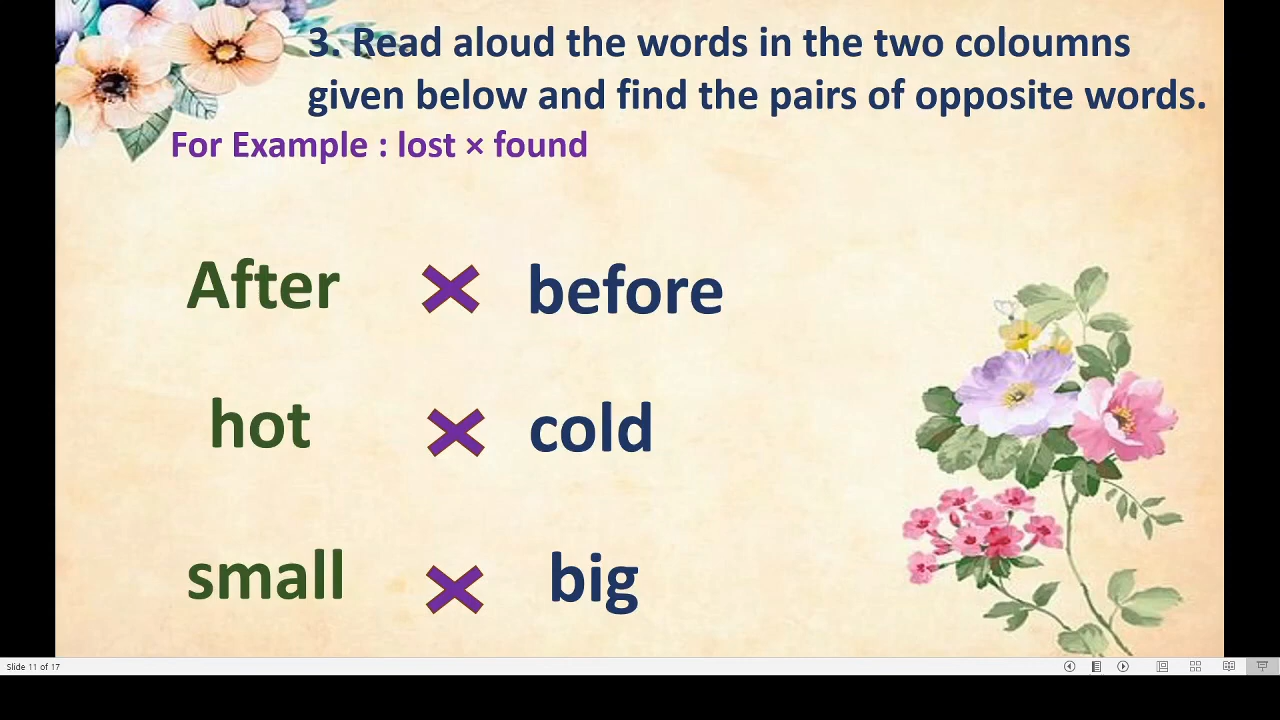 3. Read aloud the words in the two coloumns
given below and find the pairs of opposite words.
For Example : lost × found
After × before
hot × cold
small × big
Slide 11 of 17